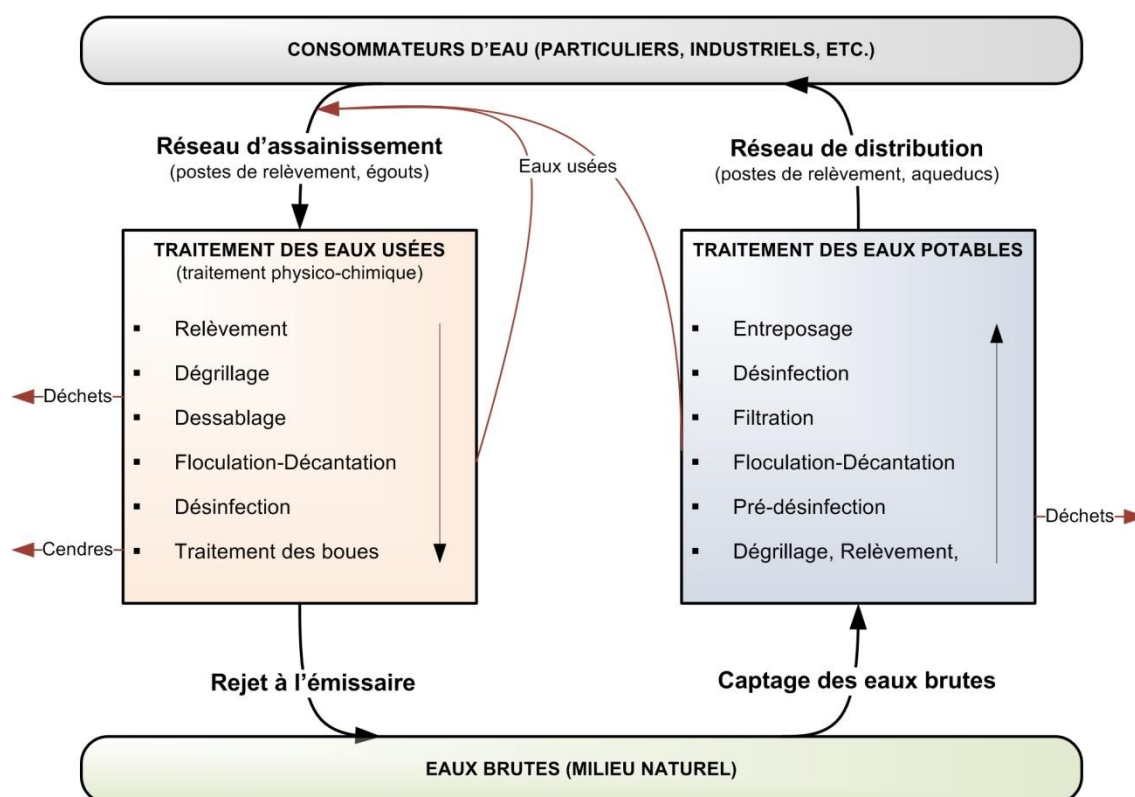 CONSOMMATEURS D'EAU (PARTICULIERS, INDUSTRIELS, ETC.)
Réseau d'assainissement
(postes de relèvement, égouts)
Eaux usées
Réseau de distribution
(postes de relèvement, aqueducs)
TRAITEMENT DES EAUX USÉES
(traitement physico-chimique)
▪ Relèvement
▪ Dégrillage
▪ Dessablage
▪ Floculation-Décantation
▪ Désinfection
▪ Traitement des boues
Déchets
Cendres
TRAITEMENT DES EAUX POTABLES
▪ Entreposage
▪ Désinfection
▪ Filtration
▪ Floculation-Décantation
▪ Pré-désinfection
▪ Dégrillage, Relèvement,
Déchets
Rejet à l'émissaire
Captage des eaux brutes
EAUX BRUTES (MILIEU NATUREL)